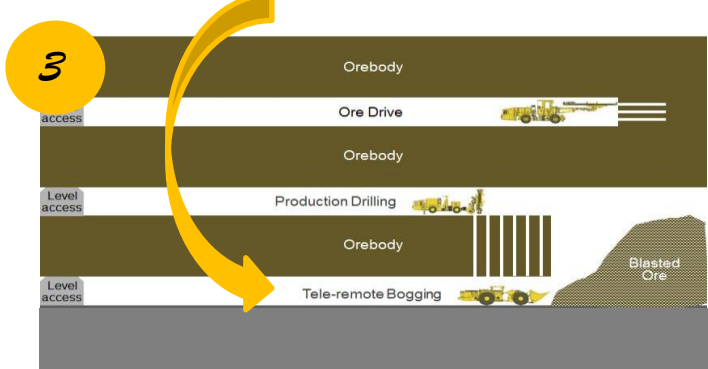 3
Orebody
access
Ore Drive
Orebody
Level
access
Production Drilling
Orebody
Blasted
Ore
Level
access
Tele-remote Bogging